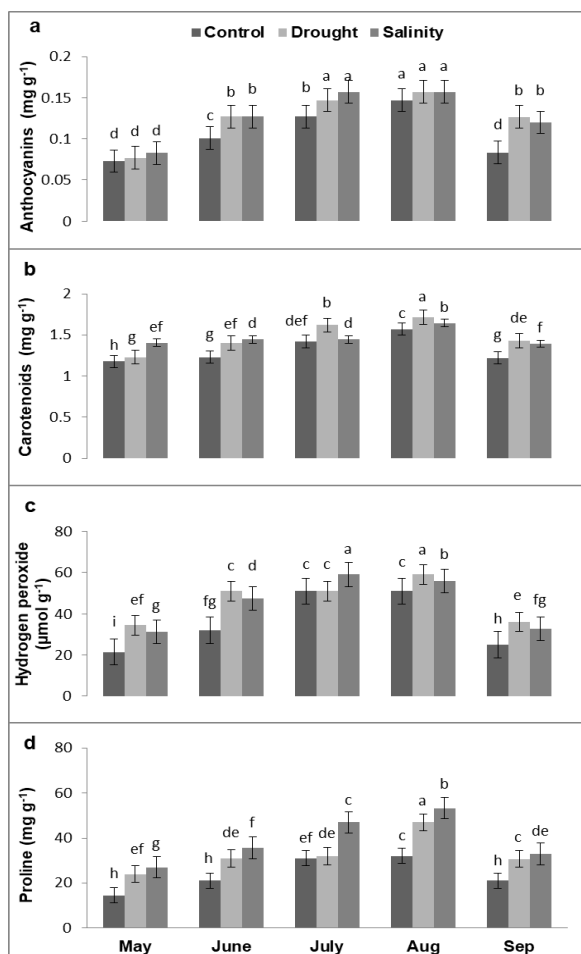 a
Control Drought Salinity
Anthocyanins (mg g⁻¹)
0.2
0.15
0.1
0.05
0
d d d
c b b
b a a
a a a
d b b
b
Carotenoids (mg g⁻¹)
2
1.5
1
0.5
0
h g ef
g ef d
def b d
c a b
g de f
c
Hydrogen peroxide
(μmol g⁻¹)
80
60
40
20
0
i ef g
fg c d
c c a
c a b
h e fg
d
Proline (mg g⁻¹)
80
60
40
20
0
h ef g
h de f
ef de c
c a b
h c de
May June July Aug Sep